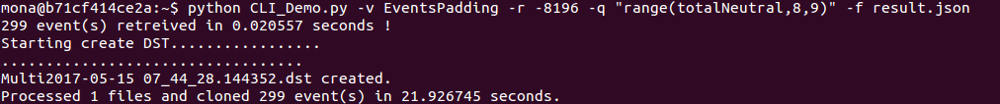 mona@b71cf414ce2a:~$ python CLI_Demo.py -v EventsPadding -r -8196 -q "range(totalNeutral,8,9)" -f result.json
299 event(s) retreived in 0.020557 seconds !
Starting create DST.................
..................................
Multi2017-05-15 07_44_28.144352.dst created.
Processed 1 files and cloned 299 event(s) in 21.926745 seconds.